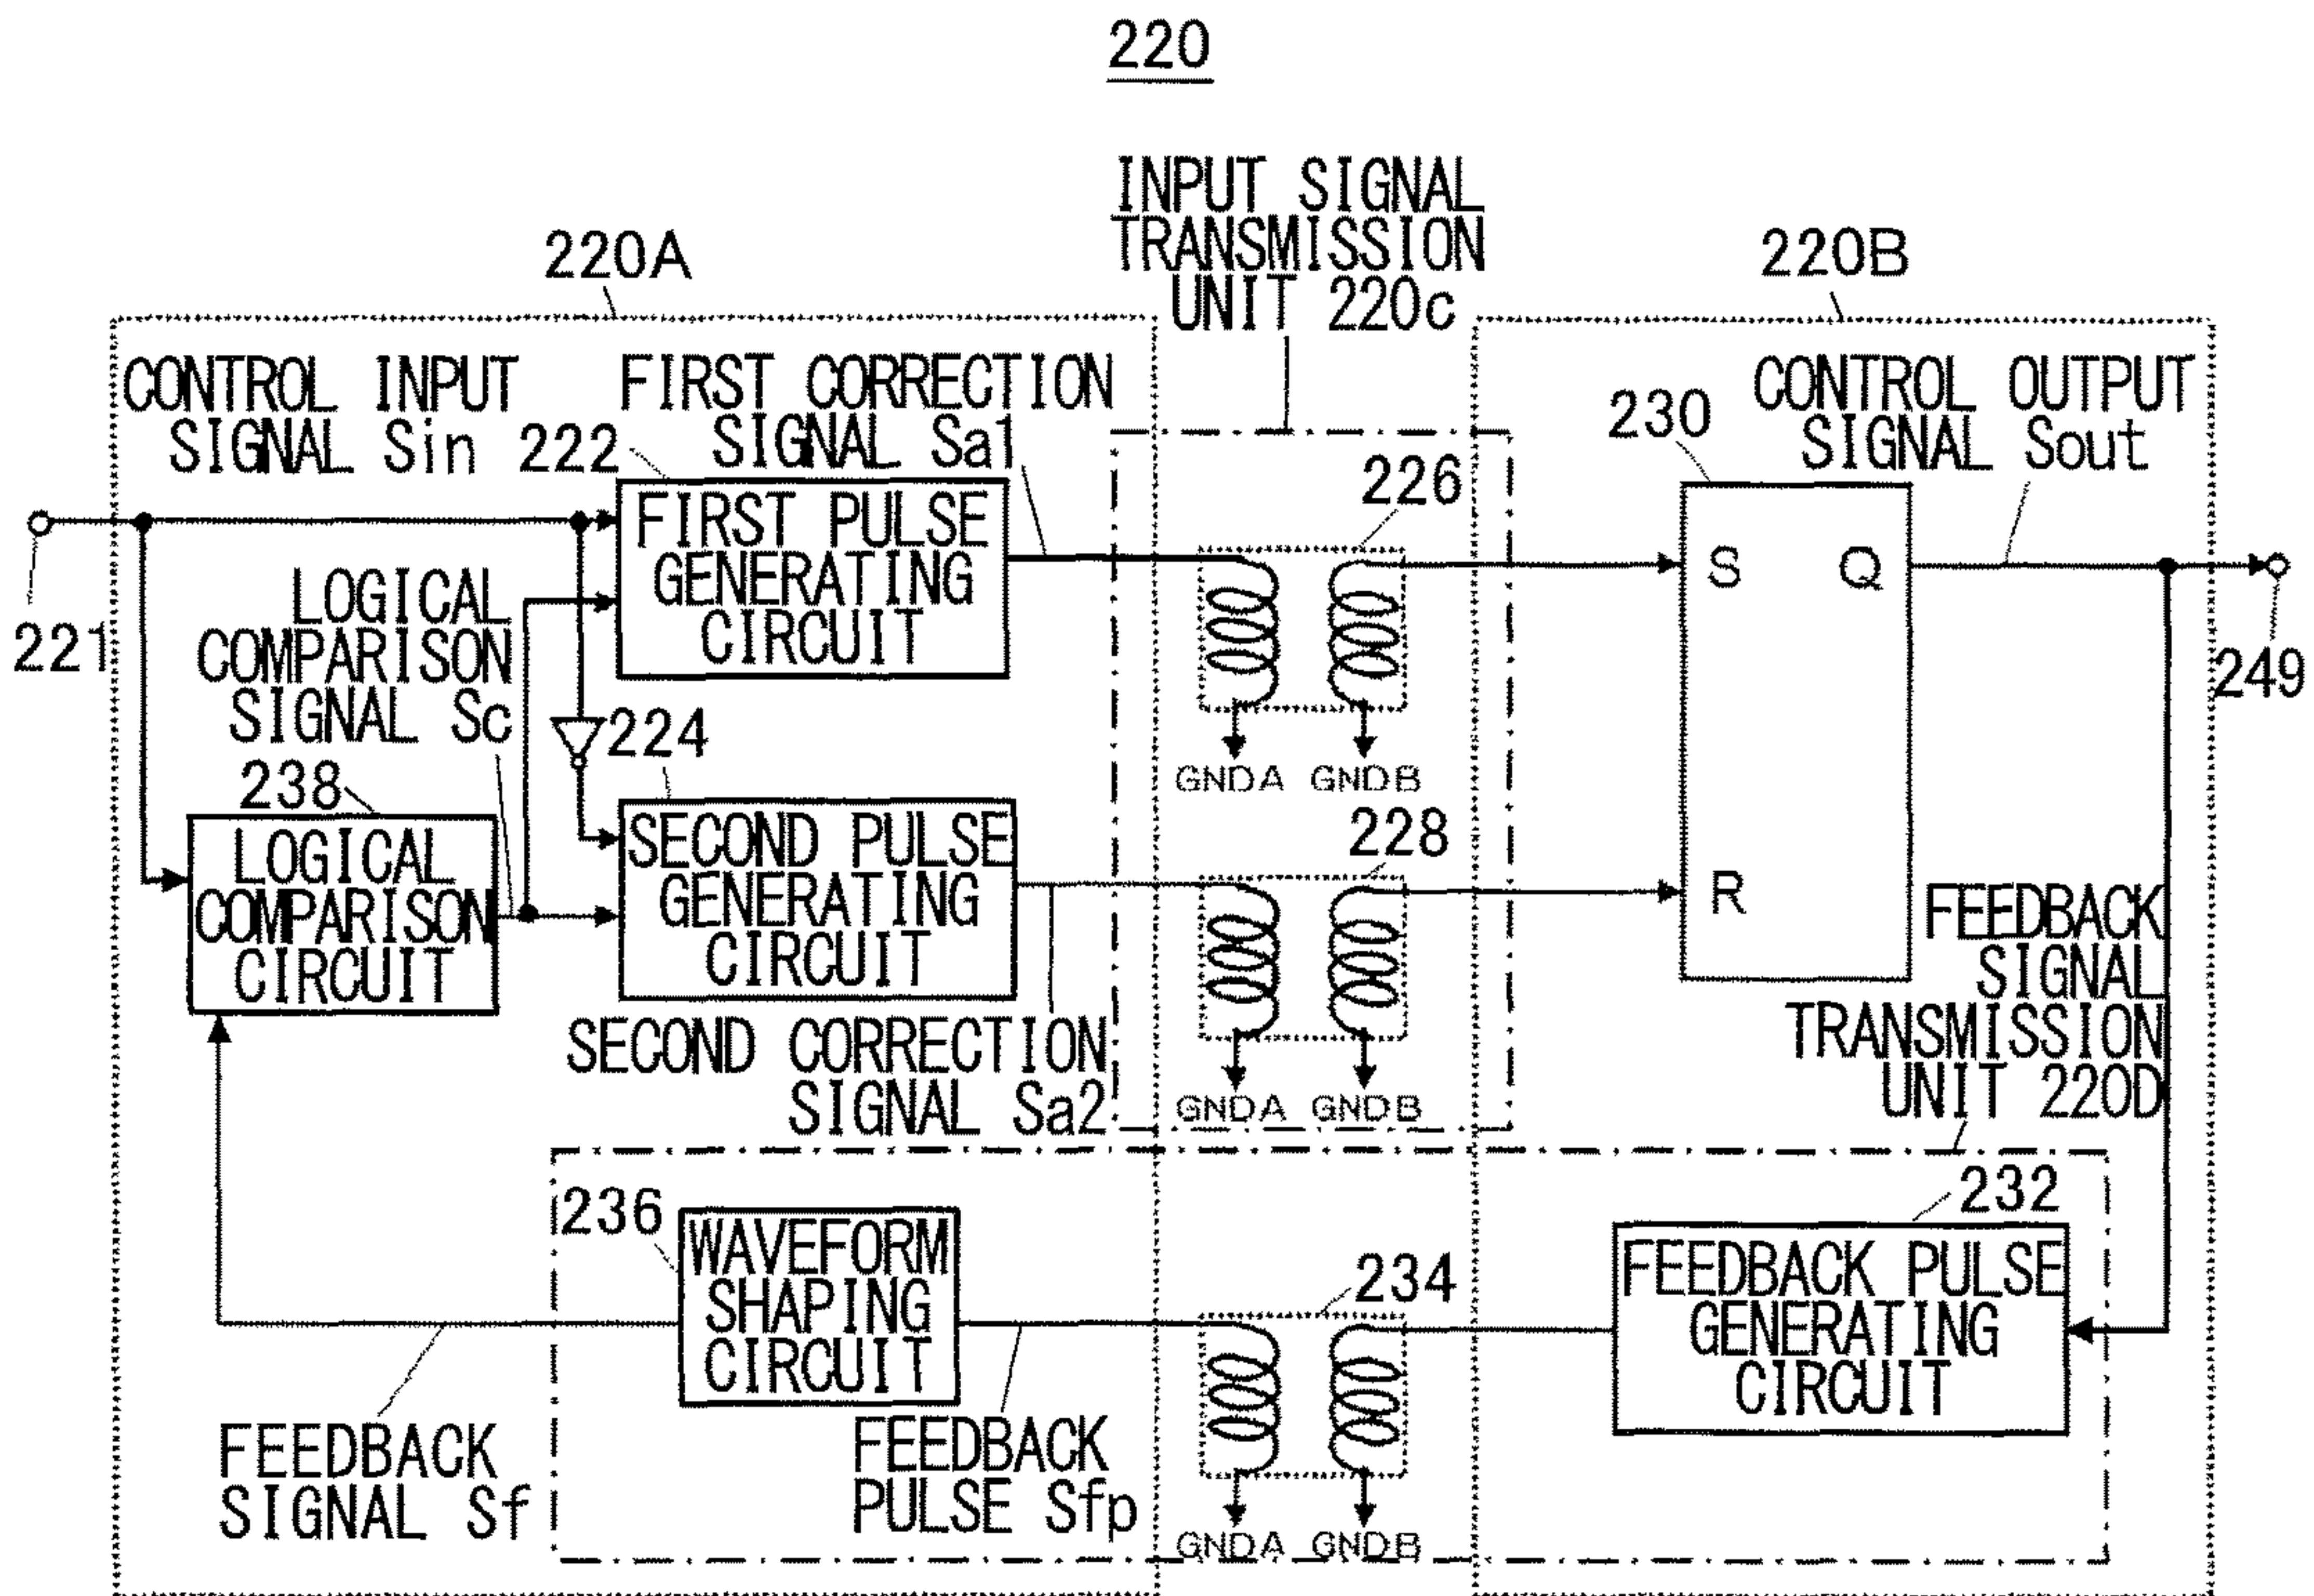 220
INPUT SIGNAL
TRANSMISSION
UNIT 220c
220A
220B
CONTROL INPUT
SIGNAL Sin
FIRST CORRECTION
SIGNAL Sa1
CONTROL OUTPUT
SIGNAL Sout
222
226
230
FIRST PULSE
GENERATING
CIRCUIT
S
Q
221
249
LOGICAL
COMPARISON
SIGNAL Sc
224
GNDA
GNDB
238
228
LOGICAL
COMPARISON
CIRCUIT
SECOND PULSE
GENERATING
CIRCUIT
R
FEEDBACK
SIGNAL
TRANSMISSION
UNIT 220D
SECOND CORRECTION
SIGNAL Sa2
GNDA
GNDB
236
232
234
WAVEFORM
SHAPING
CIRCUIT
FEEDBACK PULSE
GENERATING
CIRCUIT
FEEDBACK
SIGNAL Sf
FEEDBACK
PULSE Sfp
GNDA
GNDB